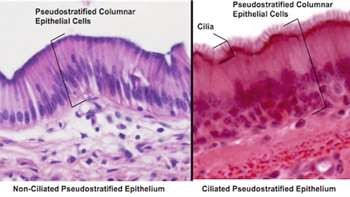 Pseudostratified Columnar
Epithelial Cells
Pseudostratified Columnar
Epithelial Cells
Cilia
Non-Ciliated Pseudostratified Epithelium
Ciliated Pseudostratified Epithelium